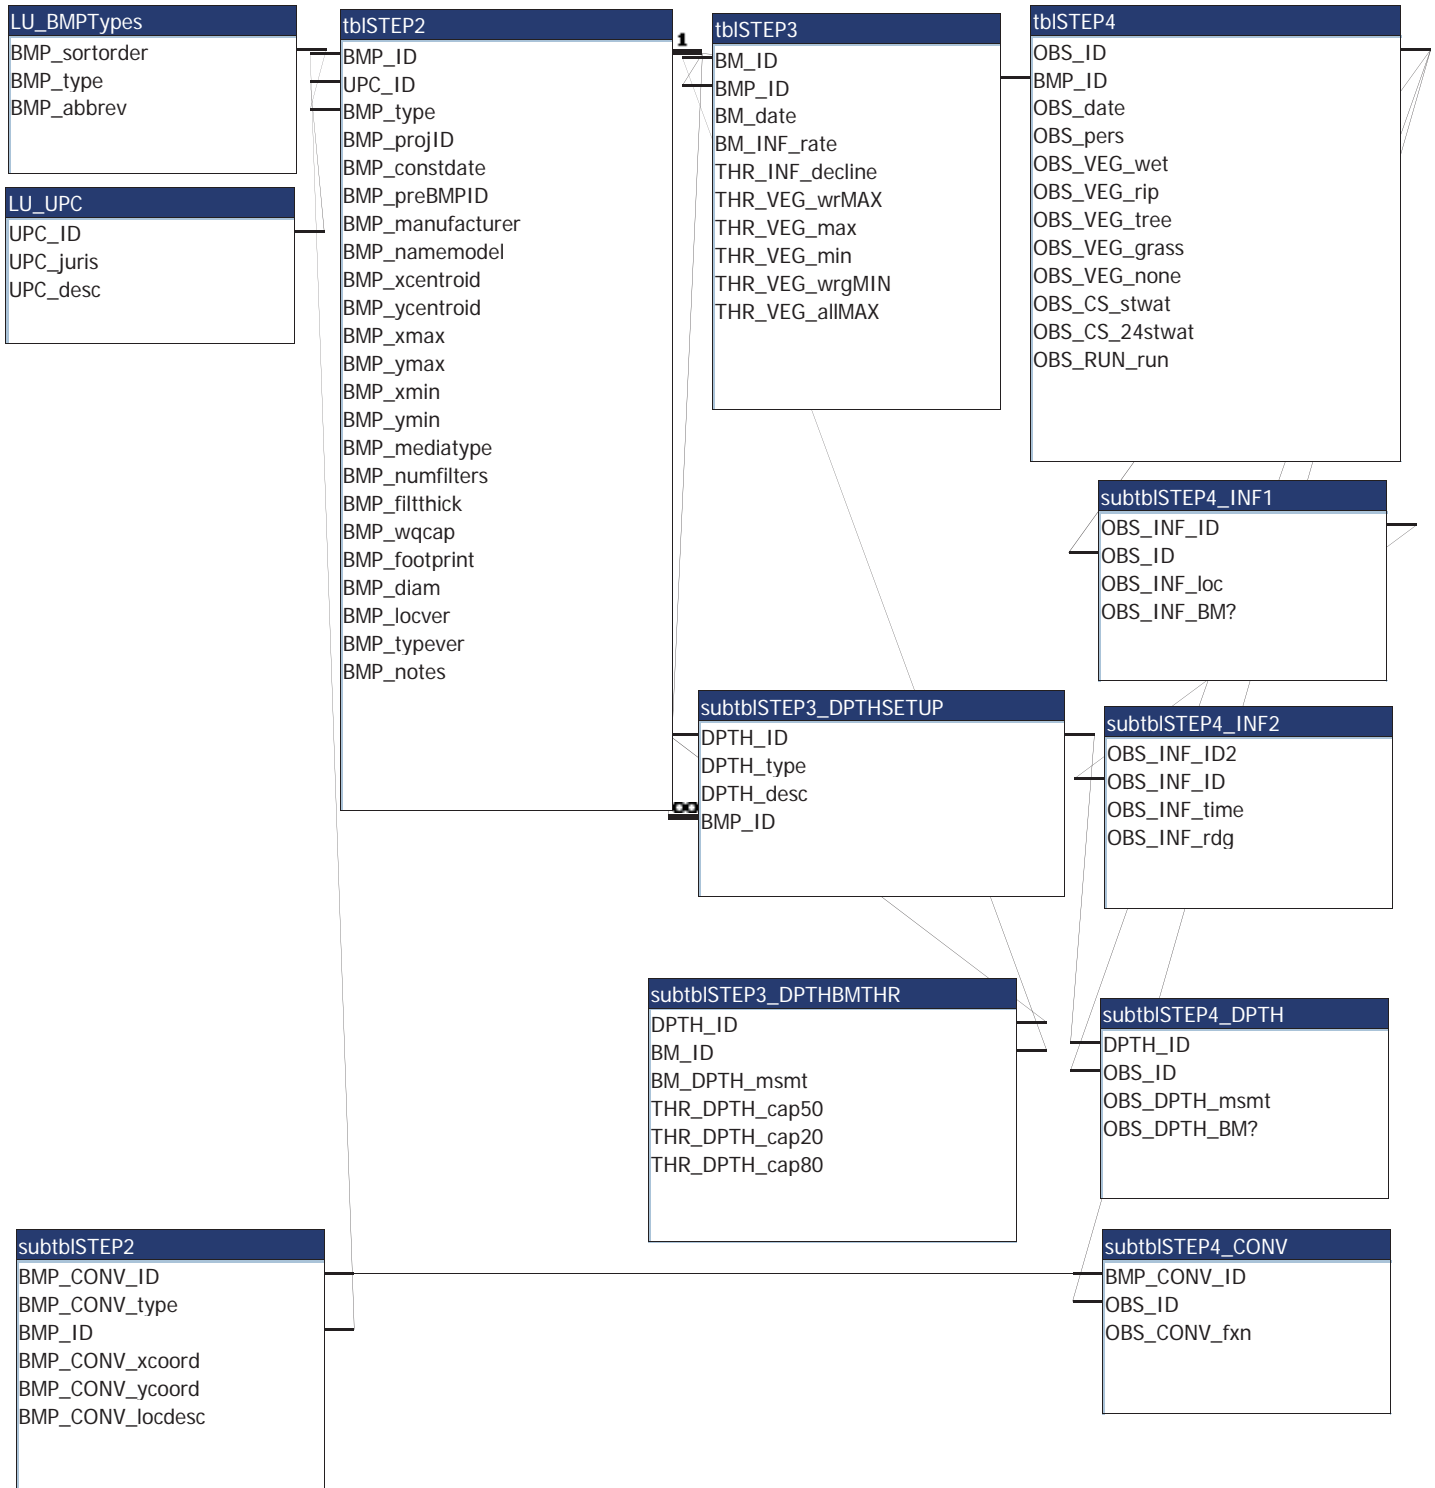 LU_BMPTypes
BMP_sortorder
BMP_type
BMP_abbrev
LU_UPC
UPC_ID
UPC_juris
UPC_desc
tblSTEP2
BMP_ID
UPC_ID
BMP_type
BMP_projID
BMP_constdate
BMP_preBMPID
BMP_manufacturer
BMP_namemodel
BMP_xcentroid
BMP_ycentroid
BMP_xmax
BMP_ymax
BMP_xmin
BMP_ymin
BMP_mediatype
BMP_numfilters
BMP_filtthick
BMP_wqcap
BMP_footprint
BMP_diam
BMP_locver
BMP_typever
BMP_notes
1
∞
tblSTEP3
BM_ID
BMP_ID
BM_date
BM_INF_rate
THR_INF_decline
THR_VEG_wrMAX
THR_VEG_max
THR_VEG_min
THR_VEG_wrgMIN
THR_VEG_allMAX
tblSTEP4
OBS_ID
BMP_ID
OBS_date
OBS_pers
OBS_VEG_wet
OBS_VEG_rip
OBS_VEG_tree
OBS_VEG_grass
OBS_VEG_none
OBS_CS_stwat
OBS_CS_24stwat
OBS_RUN_run
subtblSTEP4_INF1
OBS_INF_ID
OBS_ID
OBS_INF_loc
OBS_INF_BM?
subtblSTEP3_DPTHSETUP
DPTH_ID
DPTH_type
DPTH_desc
BMP_ID
subtblSTEP4_INF2
OBS_INF_ID2
OBS_INF_ID
OBS_INF_time
OBS_INF_rdg
subtblSTEP3_DPTHBMTHR
DPTH_ID
BM_ID
BM_DPTH_msmt
THR_DPTH_cap50
THR_DPTH_cap20
THR_DPTH_cap80
subtblSTEP4_DPTH
DPTH_ID
OBS_ID
OBS_DPTH_msmt
OBS_DPTH_BM?
subtblSTEP2
BMP_CONV_ID
BMP_CONV_type
BMP_ID
BMP_CONV_xcoord
BMP_CONV_ycoord
BMP_CONV_locdesc
subtblSTEP4_CONV
BMP_CONV_ID
OBS_ID
OBS_CONV_fxn